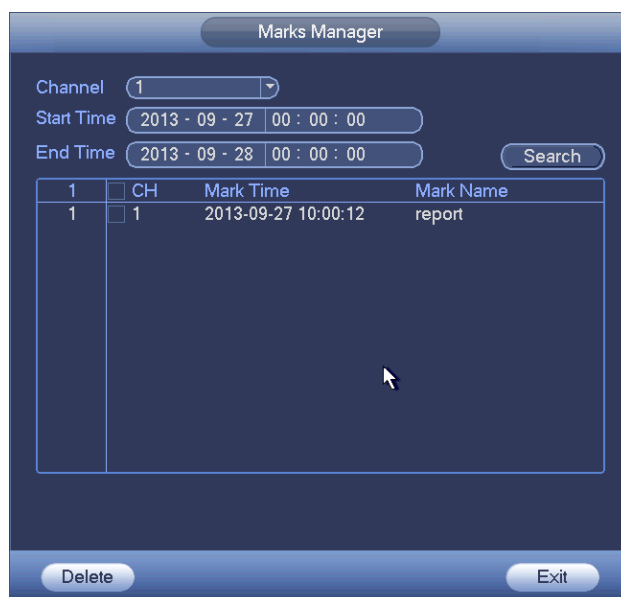 Marks Manager
Channel 1
Start Time 2013 - 09 - 27 00 : 00 : 00
End Time 2013 - 09 - 28 00 : 00 : 00 Search
1 CH Mark Time Mark Name
1 1 2013-09-27 10:00:12 report
Delete Exit